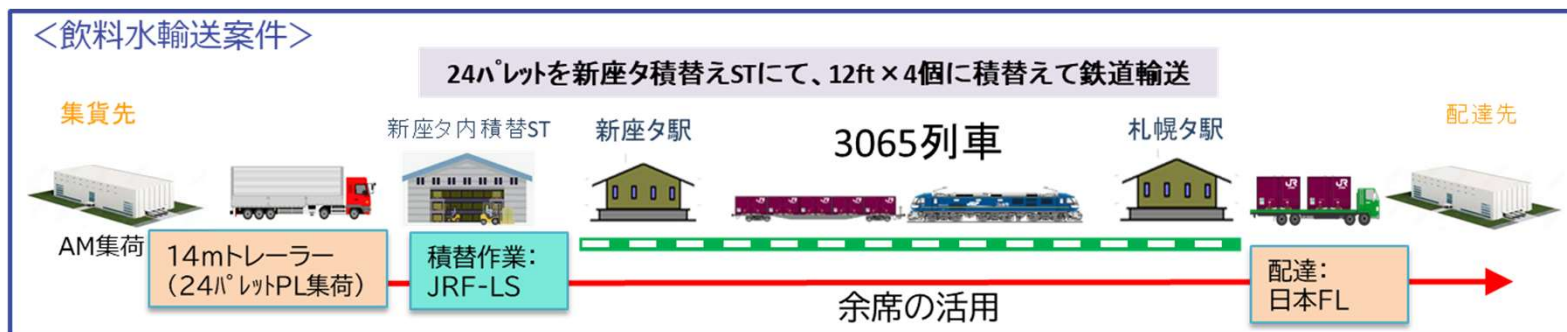 ＜飲料水輸送案件＞
24パレットを新座タ積替えSTにて、12ft×4個に積替えて鉄道輸送
集貨先
新座タ内積替ST
新座タ駅
3065列車
札幌タ駅
配達先
AM集荷
14mトレーラー
（24パレットPL集荷）
積替作業：
JRF-LS
余席の活用
配達：
日本FL